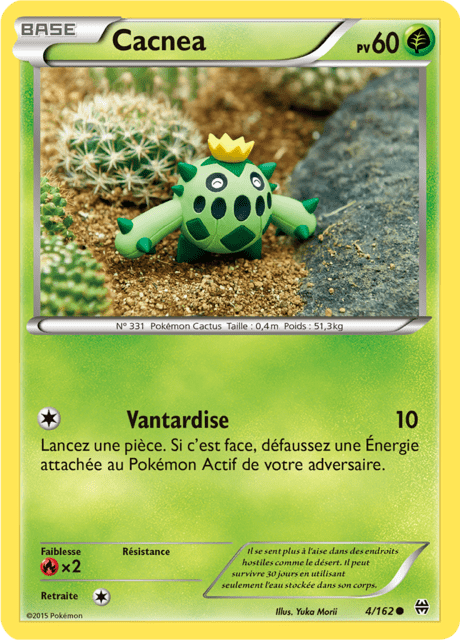 BASE
Cacnea
PV60
N° 331 Pokémon Cactus Taille : 0,4m Poids : 51,3kg
Vantardise 10
Lancez une pièce. Si c'est face, défaussez une Énergie
attachée au Pokémon Actif de votre adversaire.
Faiblesse
×2
Résistance
Retraite
Il se sent plus à l'aise dans des endroits
hostiles comme le désert. Il peut
survivre 30 jours en utilisant
seulement l'eau stockée dans son corps.
©2015 Pokémon
Illus. Yuka Morii
4/162